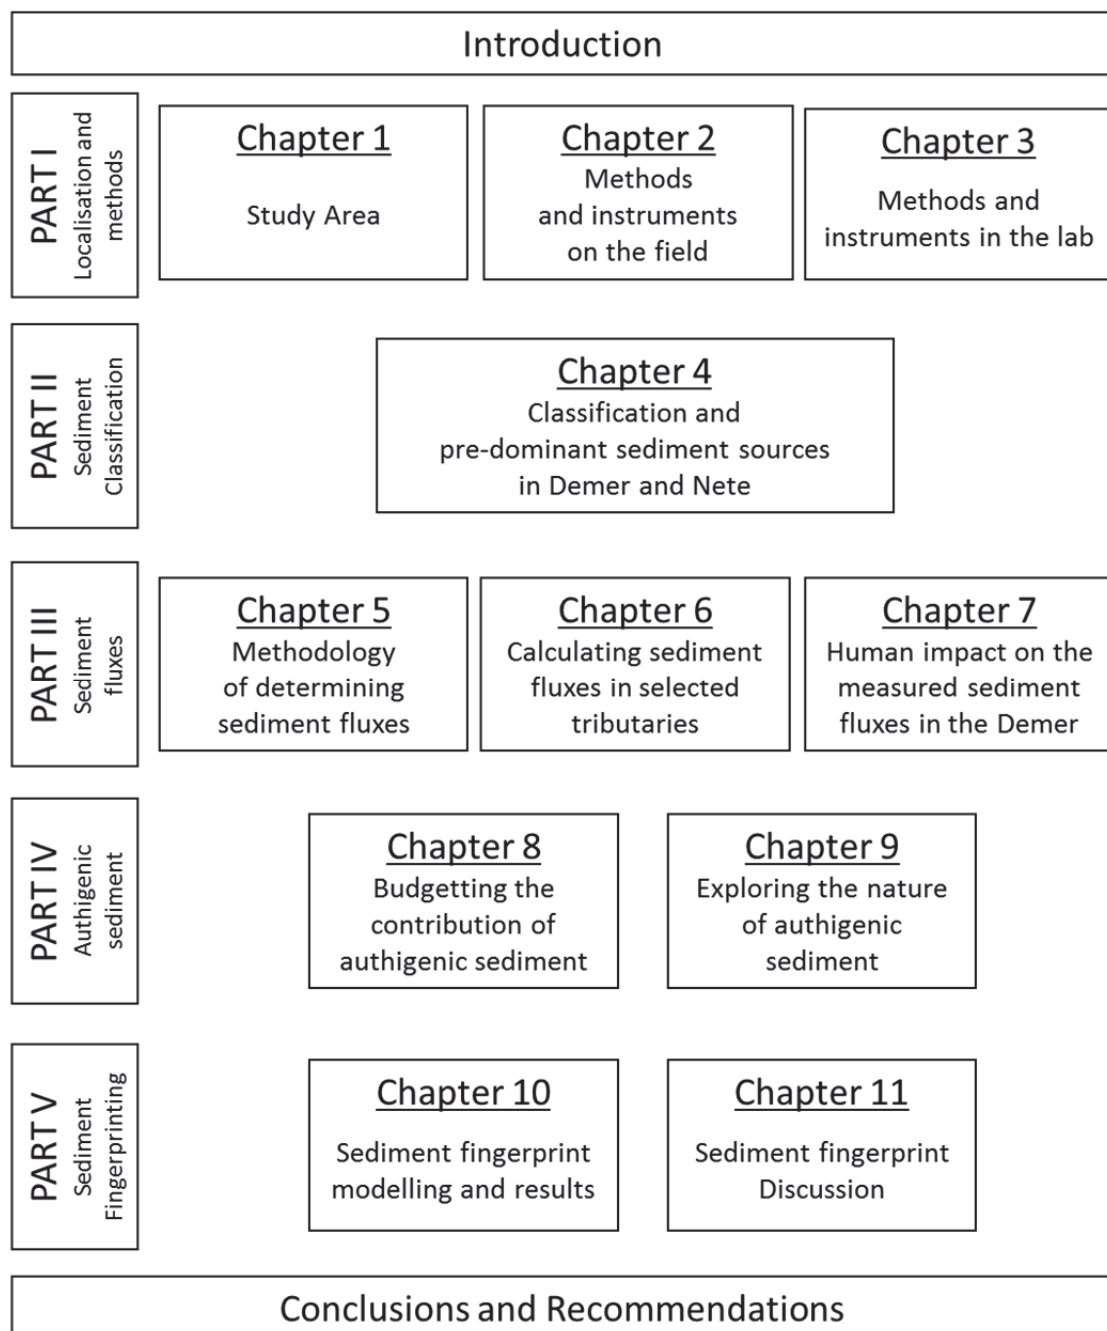 Introduction
PART I
Localisation and
methods
Chapter 1
Study Area
Chapter 2
Methods
and instruments
on the field
Chapter 3
Methods and
instruments in the lab
PART II
Sediment
Classification
Chapter 4
Classification and
pre-dominant sediment sources
in Demer and Nete
PART III
Sediment
fluxes
Chapter 5
Methodology
of determining
sediment fluxes
Chapter 6
Calculating sediment
fluxes in selected
tributaries
Chapter 7
Human impact on the
measured sediment
fluxes in the Demer
PART IV
Authigenic
sediment
Chapter 8
Budgetting the
contribution of
authigenic sediment
Chapter 9
Exploring the nature
of authigenic
sediment
PART V
Sediment
Fingerprinting
Chapter 10
Sediment fingerprint
modelling and results
Chapter 11
Sediment fingerprint
Discussion
Conclusions and Recommendations